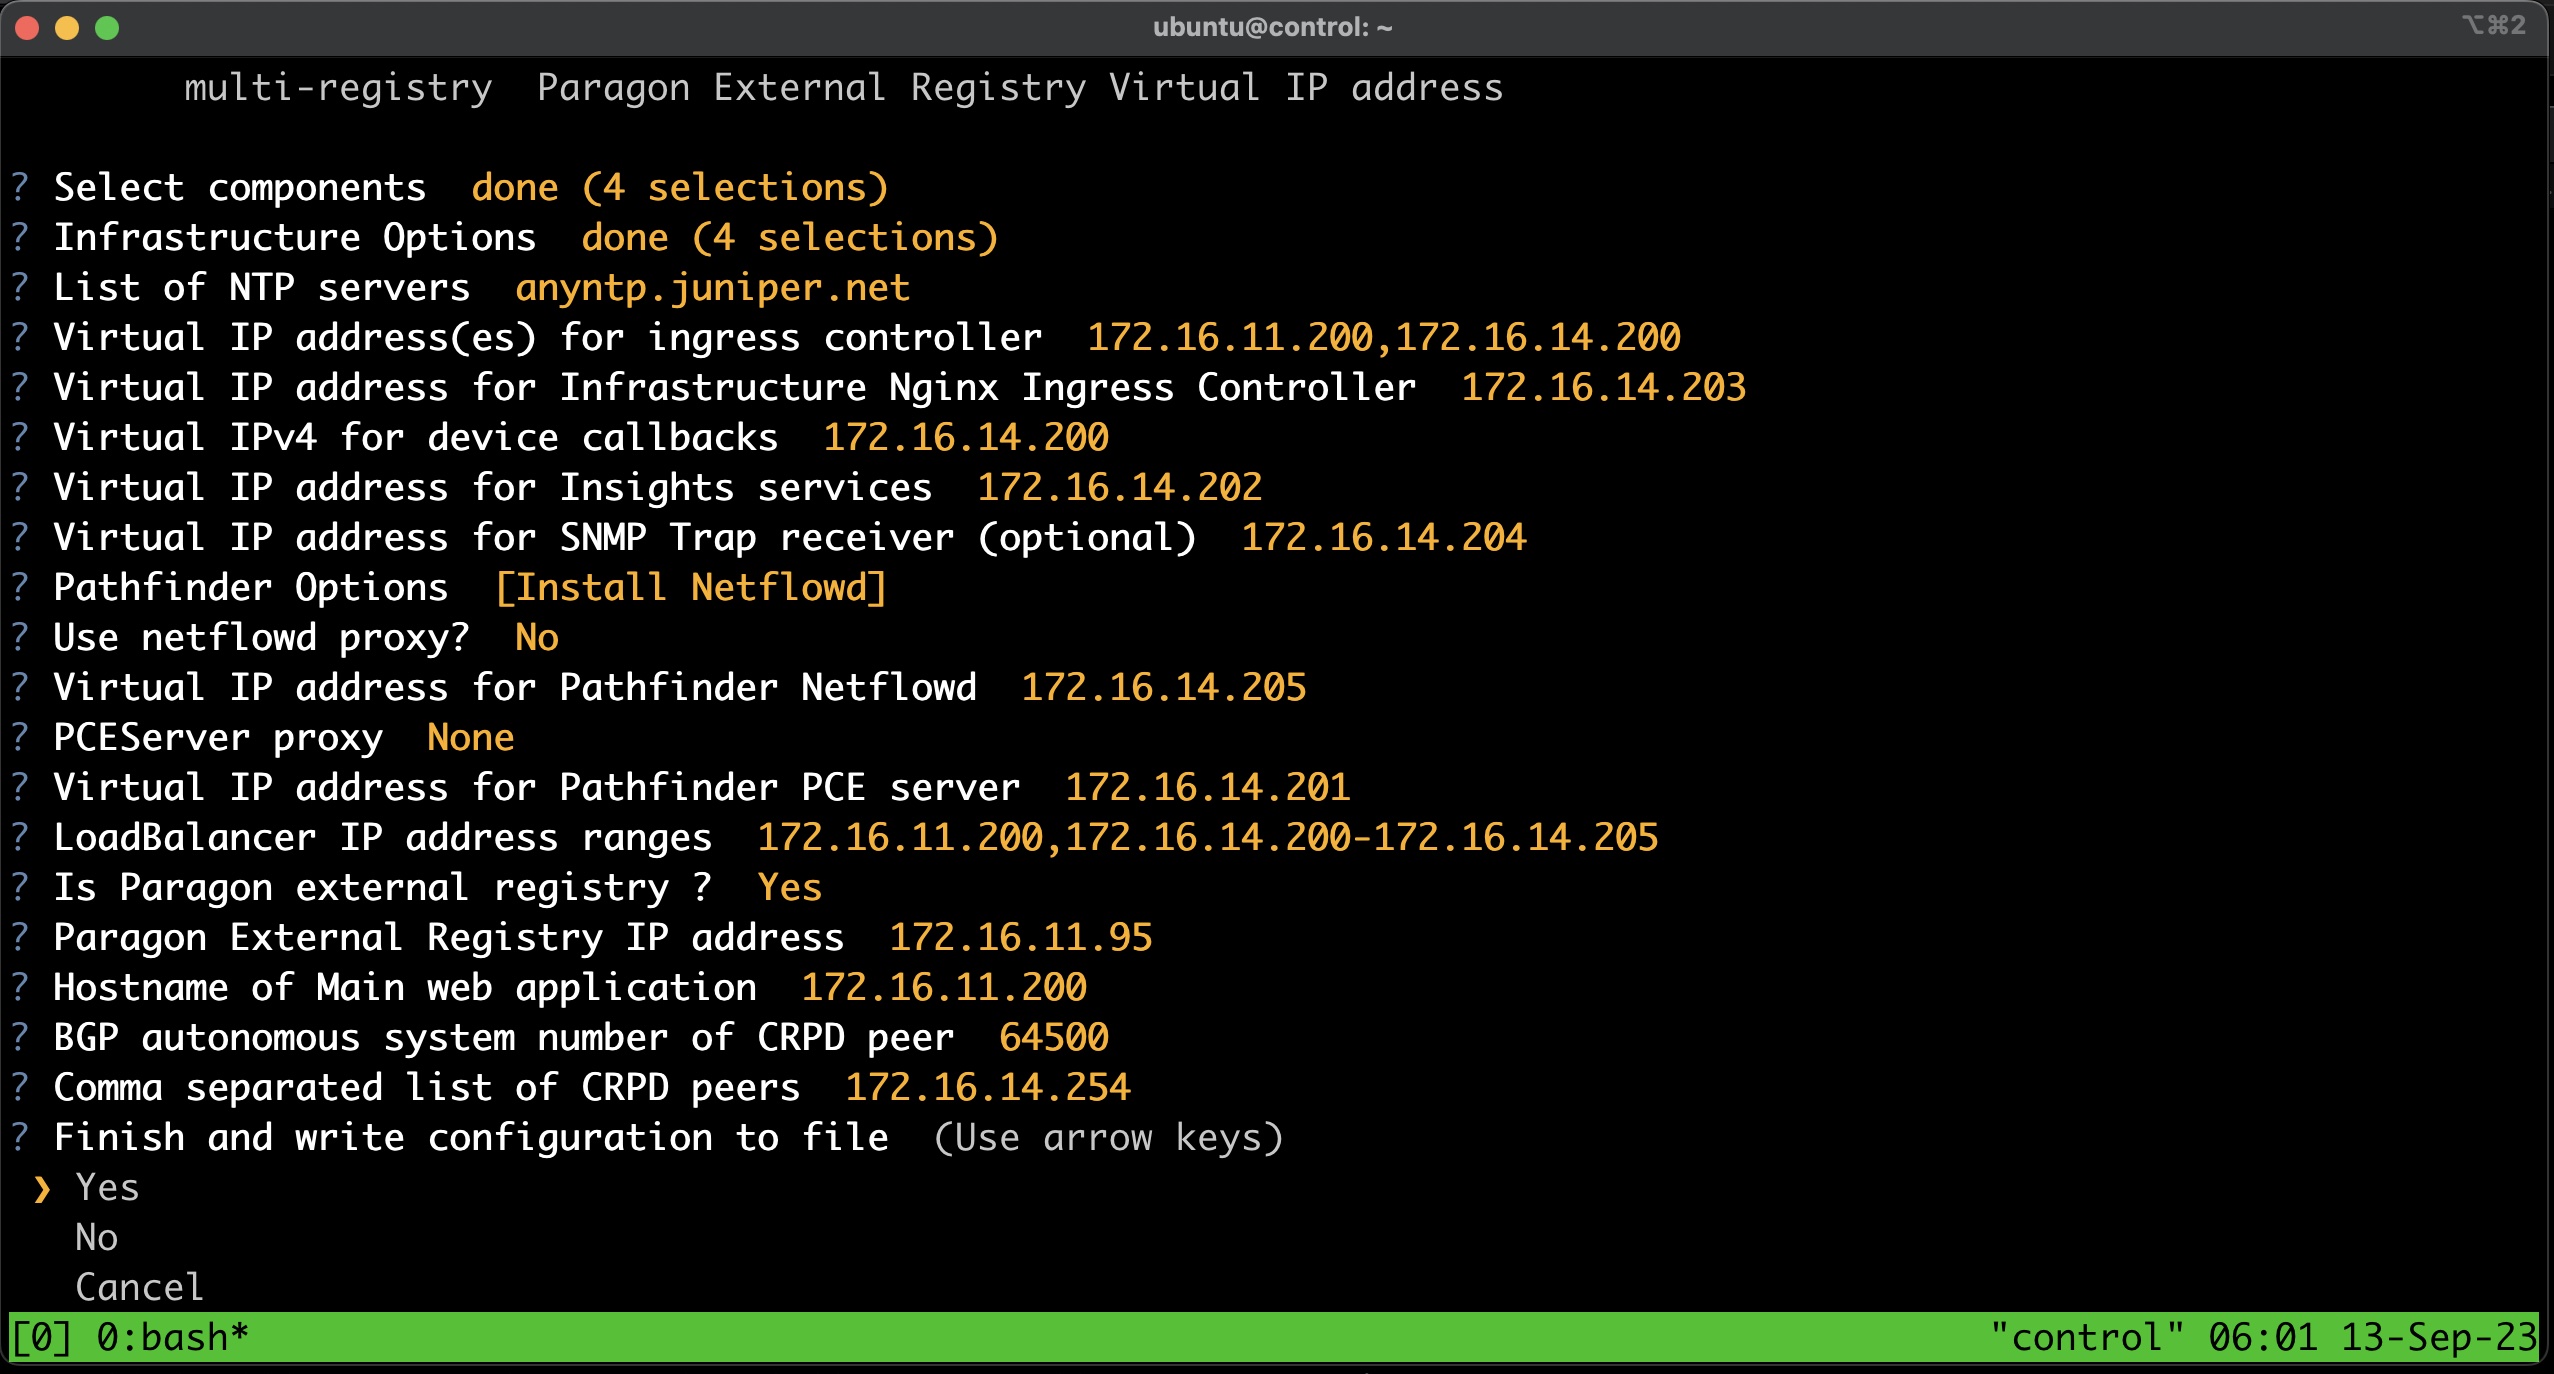 ubuntu@control: ~
⌥⌘2
multi-registry  Paragon External Registry Virtual IP address
? Select components  done (4 selections)
? Infrastructure Options  done (4 selections)
? List of NTP servers  anyntp.juniper.net
? Virtual IP address(es) for ingress controller  172.16.11.200,172.16.14.200
? Virtual IP address for Infrastructure Nginx Ingress Controller  172.16.14.203
? Virtual IPv4 for device callbacks  172.16.14.200
? Virtual IP address for Insights services  172.16.14.202
? Virtual IP address for SNMP Trap receiver (optional)  172.16.14.204
? Pathfinder Options  [Install Netflowd]
? Use netflowd proxy?  No
? Virtual IP address for Pathfinder Netflowd  172.16.14.205
? PCEServer proxy  None
? Virtual IP address for Pathfinder PCE server  172.16.14.201
? LoadBalancer IP address ranges  172.16.11.200,172.16.14.200-172.16.14.205
? Is Paragon external registry ?  Yes
? Paragon External Registry IP address  172.16.11.95
? Hostname of Main web application  172.16.11.200
? BGP autonomous system number of CRPD peer  64500
? Comma separated list of CRPD peers  172.16.14.254
? Finish and write configuration to file  (Use arrow keys)
❯ Yes
No
Cancel
[0] 0:bash*
"control" 06:01 13-Sep-23